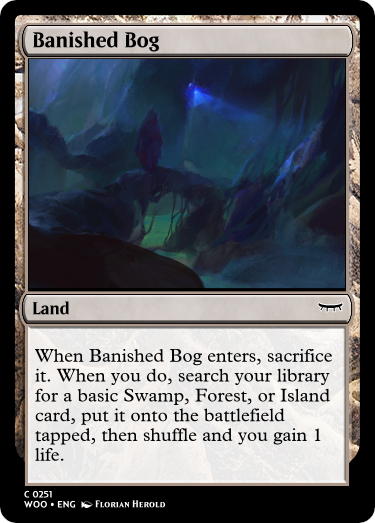 Banished Bog
Land
When Banished Bog enters, sacrifice
it. When you do, search your library
for a basic Swamp, Forest, or Island
card, put it onto the battlefield
tapped, then shuffle and you gain 1
life.
C 0251
WOO • ENG Florian Herold